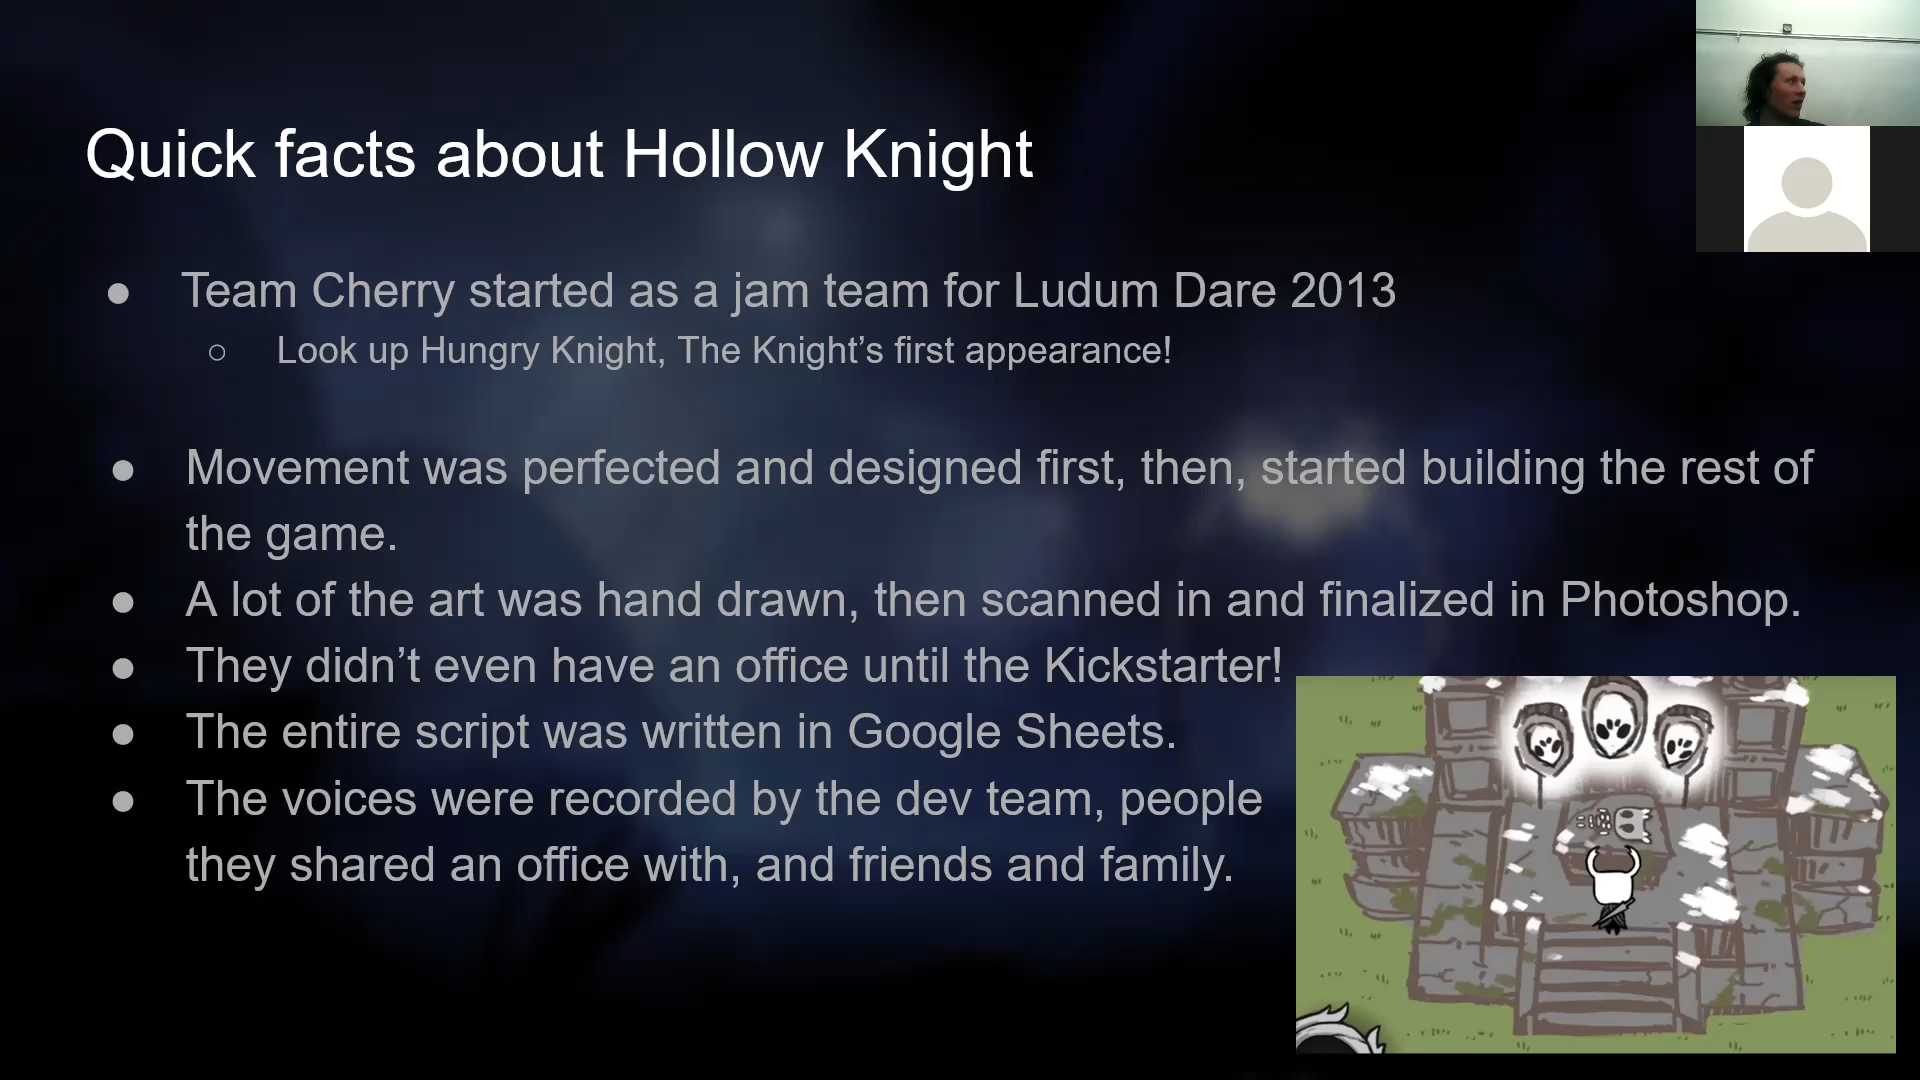 Quick facts about Hollow Knight
● Team Cherry started as a jam team for Ludum Dare 2013
○ Look up Hungry Knight, The Knight’s first appearance!
● Movement was perfected and designed first, then, started building the rest of
the game.
● A lot of the art was hand drawn, then scanned in and finalized in Photoshop.
● They didn’t even have an office until the Kickstarter!
● The entire script was written in Google Sheets.
● The voices were recorded by the dev team, people
they shared an office with, and friends and family.